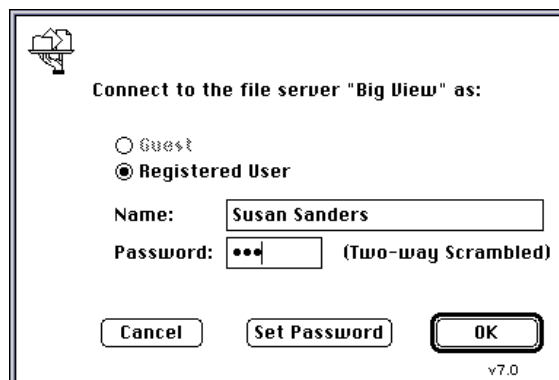 Connect to the file server "Big View" as:
Guest
Registered User
Name: Susan Sanders
Password: ••• (Two-way Scrambled)
Cancel Set Password OK
v7.0